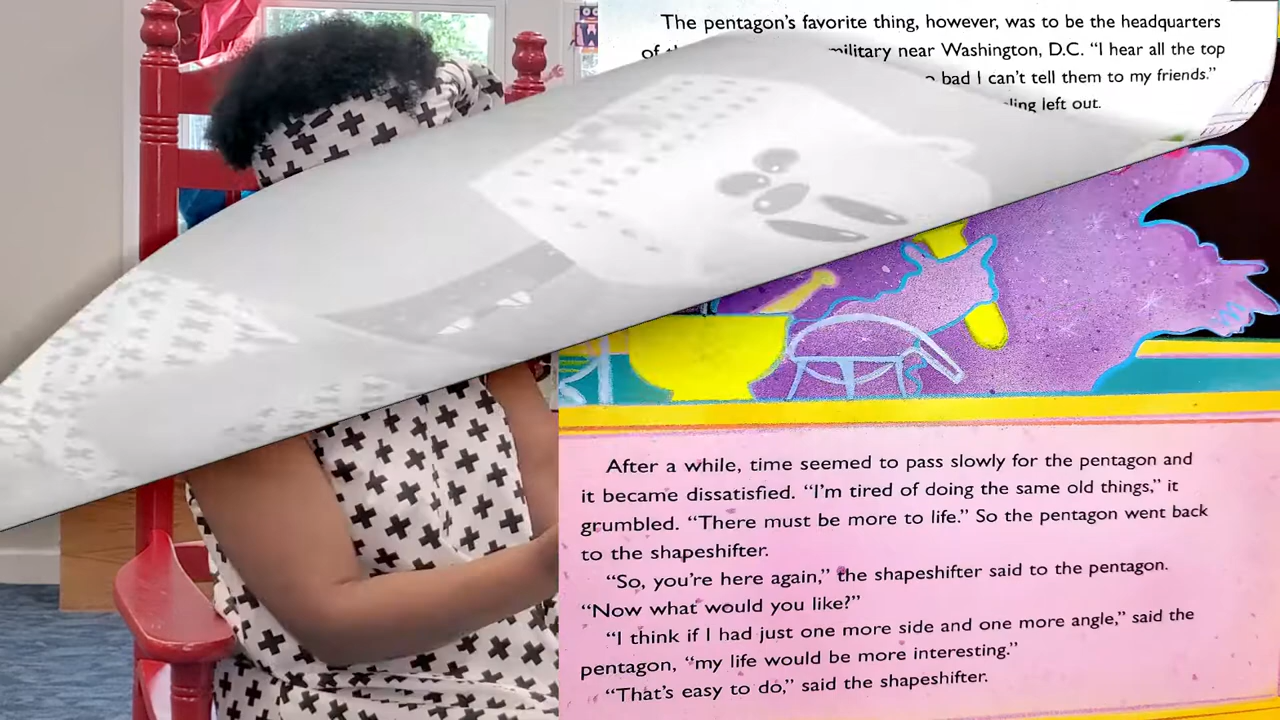 The pentagon's favorite thing, however, was to be the headquarters
of military near Washington, D.C. "I hear all the top
bad I can't tell them to my friends."
left out.
After a while, time seemed to pass slowly for the pentagon and
it became dissatisfied. "I'm tired of doing the same old things," it
grumbled. "There must be more to life." So the pentagon went back
to the shapeshifter.
"So, you're here again," the shapeshifter said to the pentagon.
"Now what would you like?"
"I think if I had just one more side and one more angle," said the
pentagon, "my life would be more interesting."
"That's easy to do," said the shapeshifter.